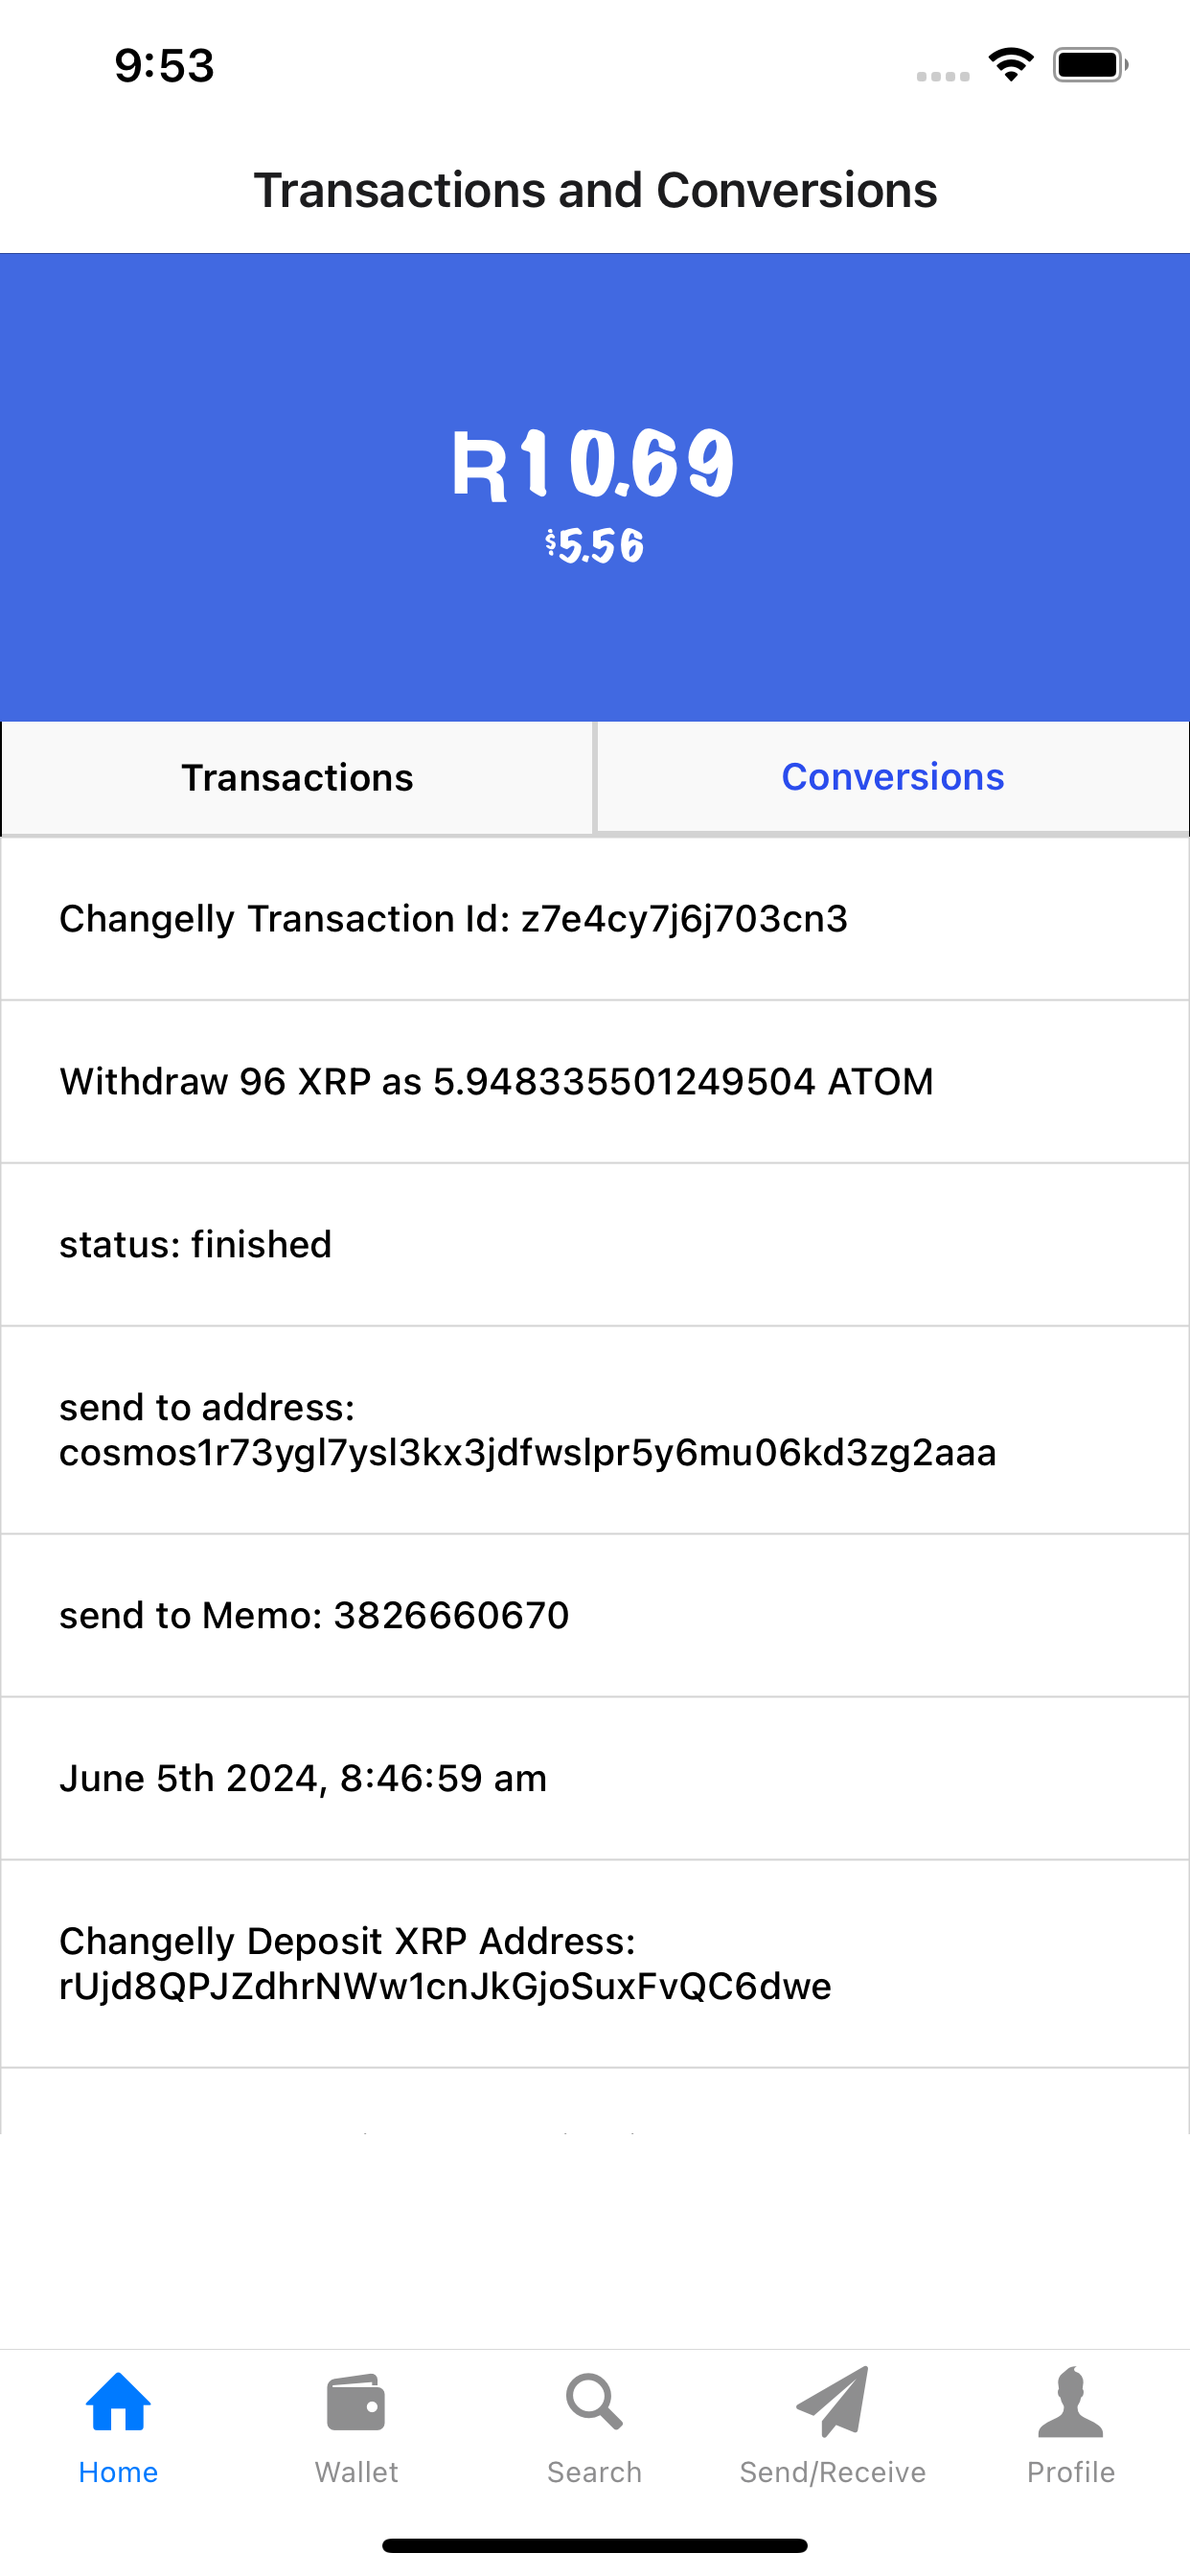 9:53
Transactions and Conversions
R10.69
$5.56
Transactions
Conversions
Changelly Transaction Id: z7e4cy7j6j703cn3
Withdraw 96 XRP as 5.948335501249504 ATOM
status: finished
send to address:
cosmos1r73ygl7ysl3kx3jdfwslpr5y6mu06kd3zg2aaa
send to Memo: 3826660670
June 5th 2024, 8:46:59 am
Changelly Deposit XRP Address:
rUjd8QPJZdhrNWw1cnJkGjoSuxFvQC6dwe
Home
Wallet
Search
Send/Receive
Profile